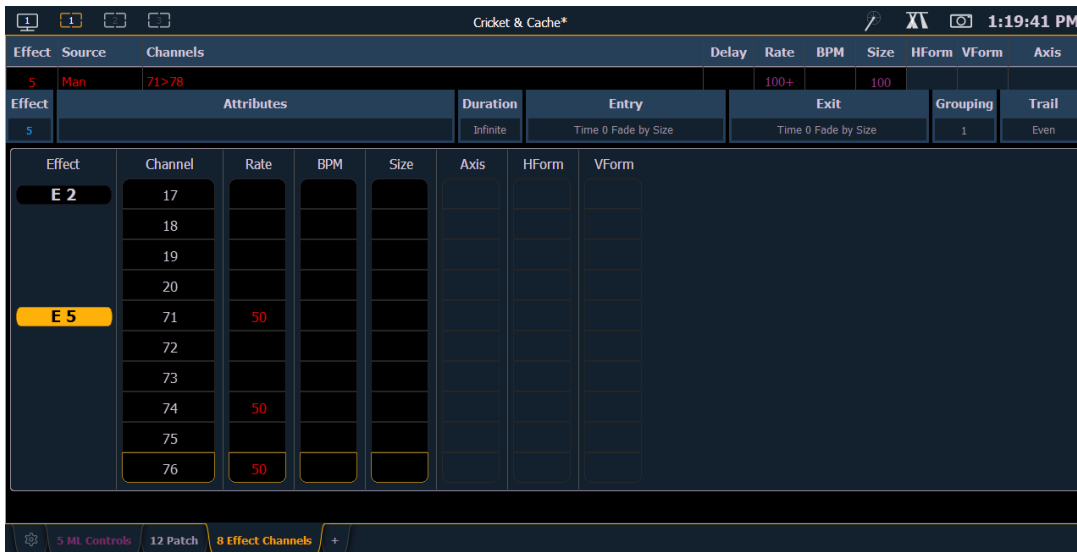 1 1 2 3 Cricket & Cache* 1:19:41 PM
Effect Source Channels Delay Rate BPM Size HForm VForm Axis
5 Man 71>78 100+ 100
Effect Attributes Duration Entry Exit Grouping Trail
5 Infinite Time 0 Fade by Size Time 0 Fade by Size 1 Even
Effect Channel Rate BPM Size Axis HForm VForm
E 2 17
18
19
20
E 5 71 50
72
73
74 50
75
76 50
5 ML Controls 12 Patch 8 Effect Channels +